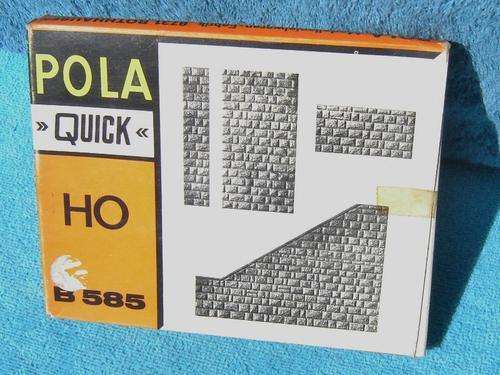 POLA
» QUICK «
HO
B 585